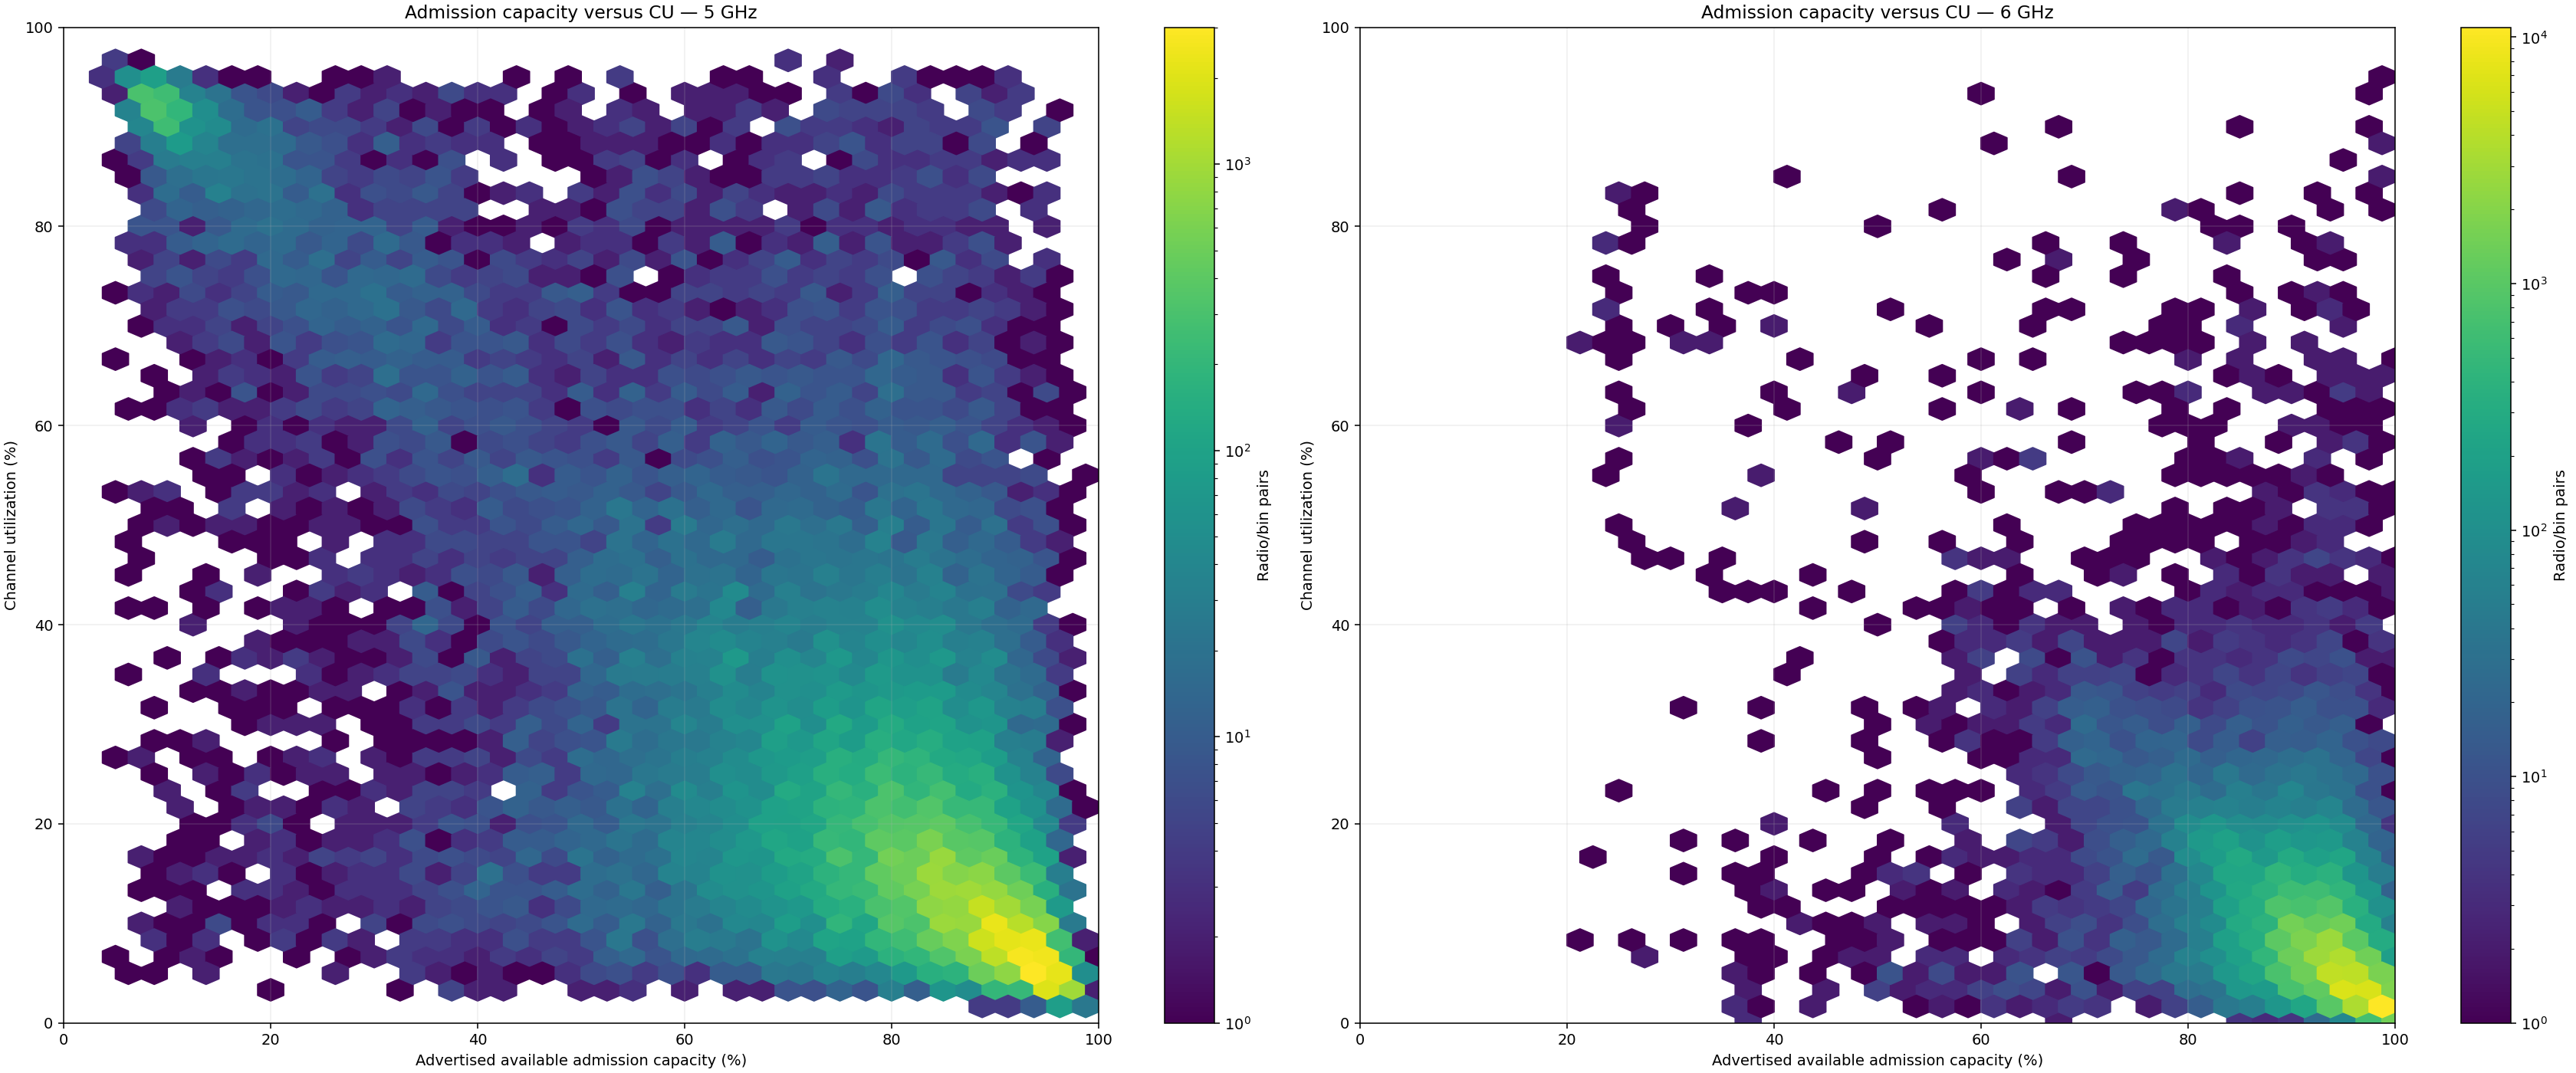 Admission capacity versus CU — 5 GHz
100
80
60
40
20
0
Channel utilization (%)
0 20 40 60 80 100
Advertised available admission capacity (%)
10³
10²
10¹
10⁰
Radio/bin pairs
Admission capacity versus CU — 6 GHz
100
80
60
40
20
0
Channel utilization (%)
0 20 40 60 80 100
Advertised available admission capacity (%)
10⁴
10³
10²
10¹
10⁰
Radio/bin pairs